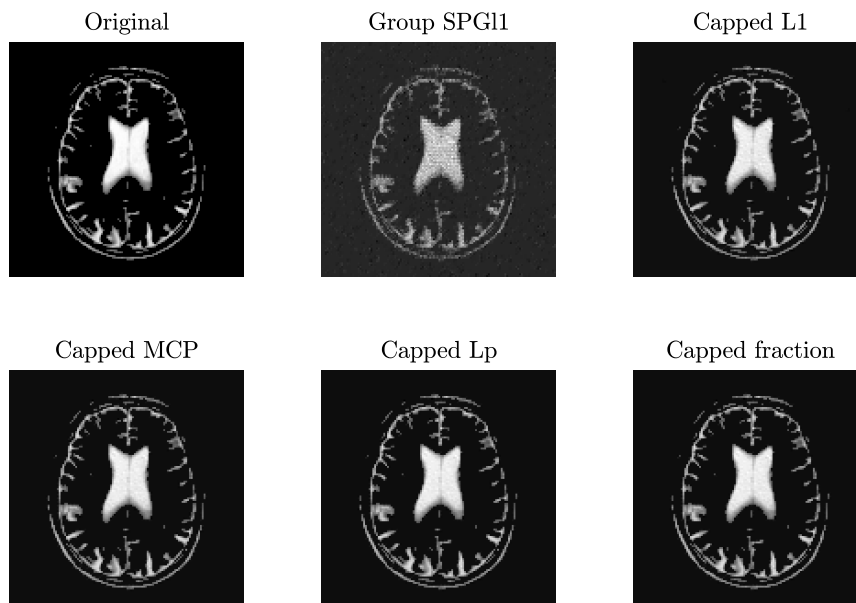 Original
Group SPGl1
Capped L1
Capped MCP
Capped Lp
Capped fraction